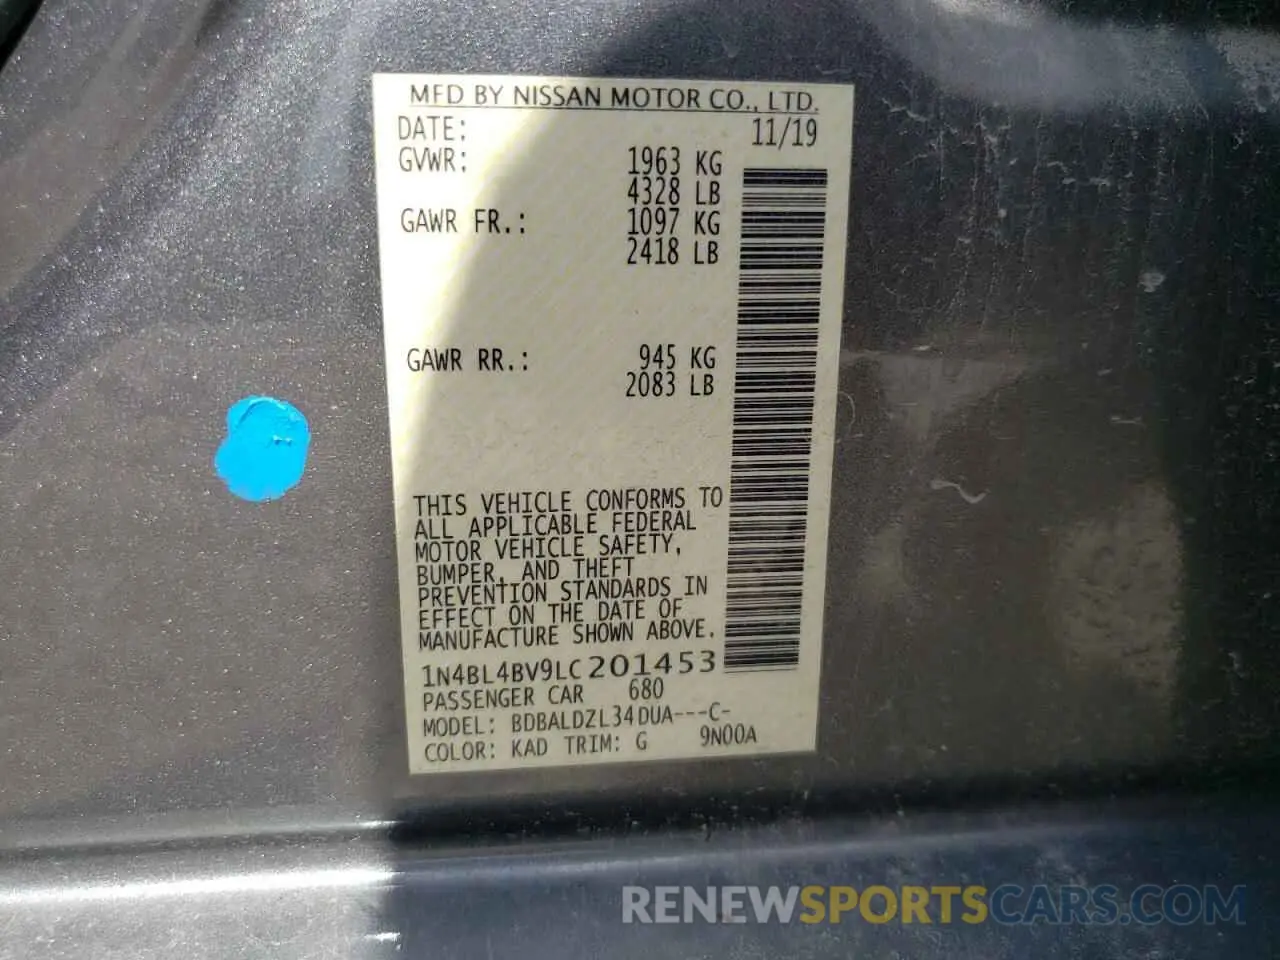 MFD BY NISSAN MOTOR CO., LTD.
DATE: 11/19
GVWR: 1963 KG
4328 LB
GAWR FR.: 1097 KG
2418 LB
GAWR RR.: 945 KG
2083 LB
THIS VEHICLE CONFORMS TO
ALL APPLICABLE FEDERAL
MOTOR VEHICLE SAFETY,
BUMPER, AND THEFT
PREVENTION STANDARDS IN
EFFECT ON THE DATE OF
MANUFACTURE SHOWN ABOVE.
1N4BL4BV9LC201453
PASSENGER CAR 680
MODEL: BDBALDZL34DUA---C-
COLOR: KAD TRIM: G 9N00A
RENEWSPORTSCARS.COM